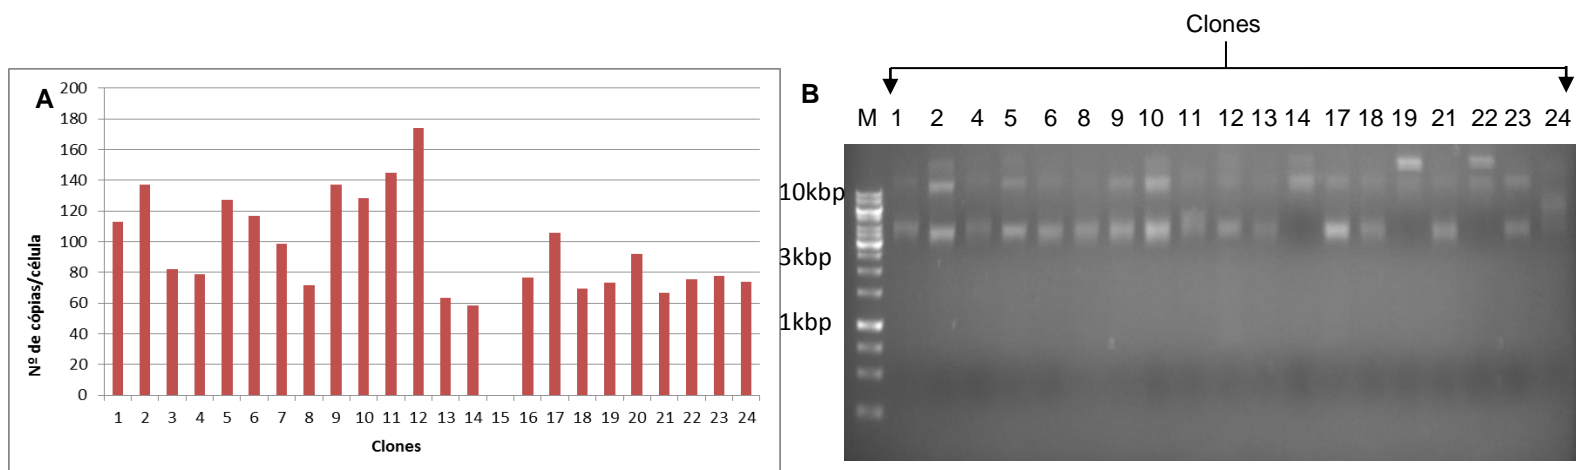 Clones
A
200
180
160
140
120
100
80
60
40
20
0
Nº de cópias/célula
1 2 3 4 5 6 7 8 9 10 11 12 13 14 15 16 17 18 19 20 21 22 23 24
Clones
B
M 1 2 4 5 6 8 9 10 11 12 13 14 17 18 19 21 22 23 24
10kbp
3kbp
1kbp